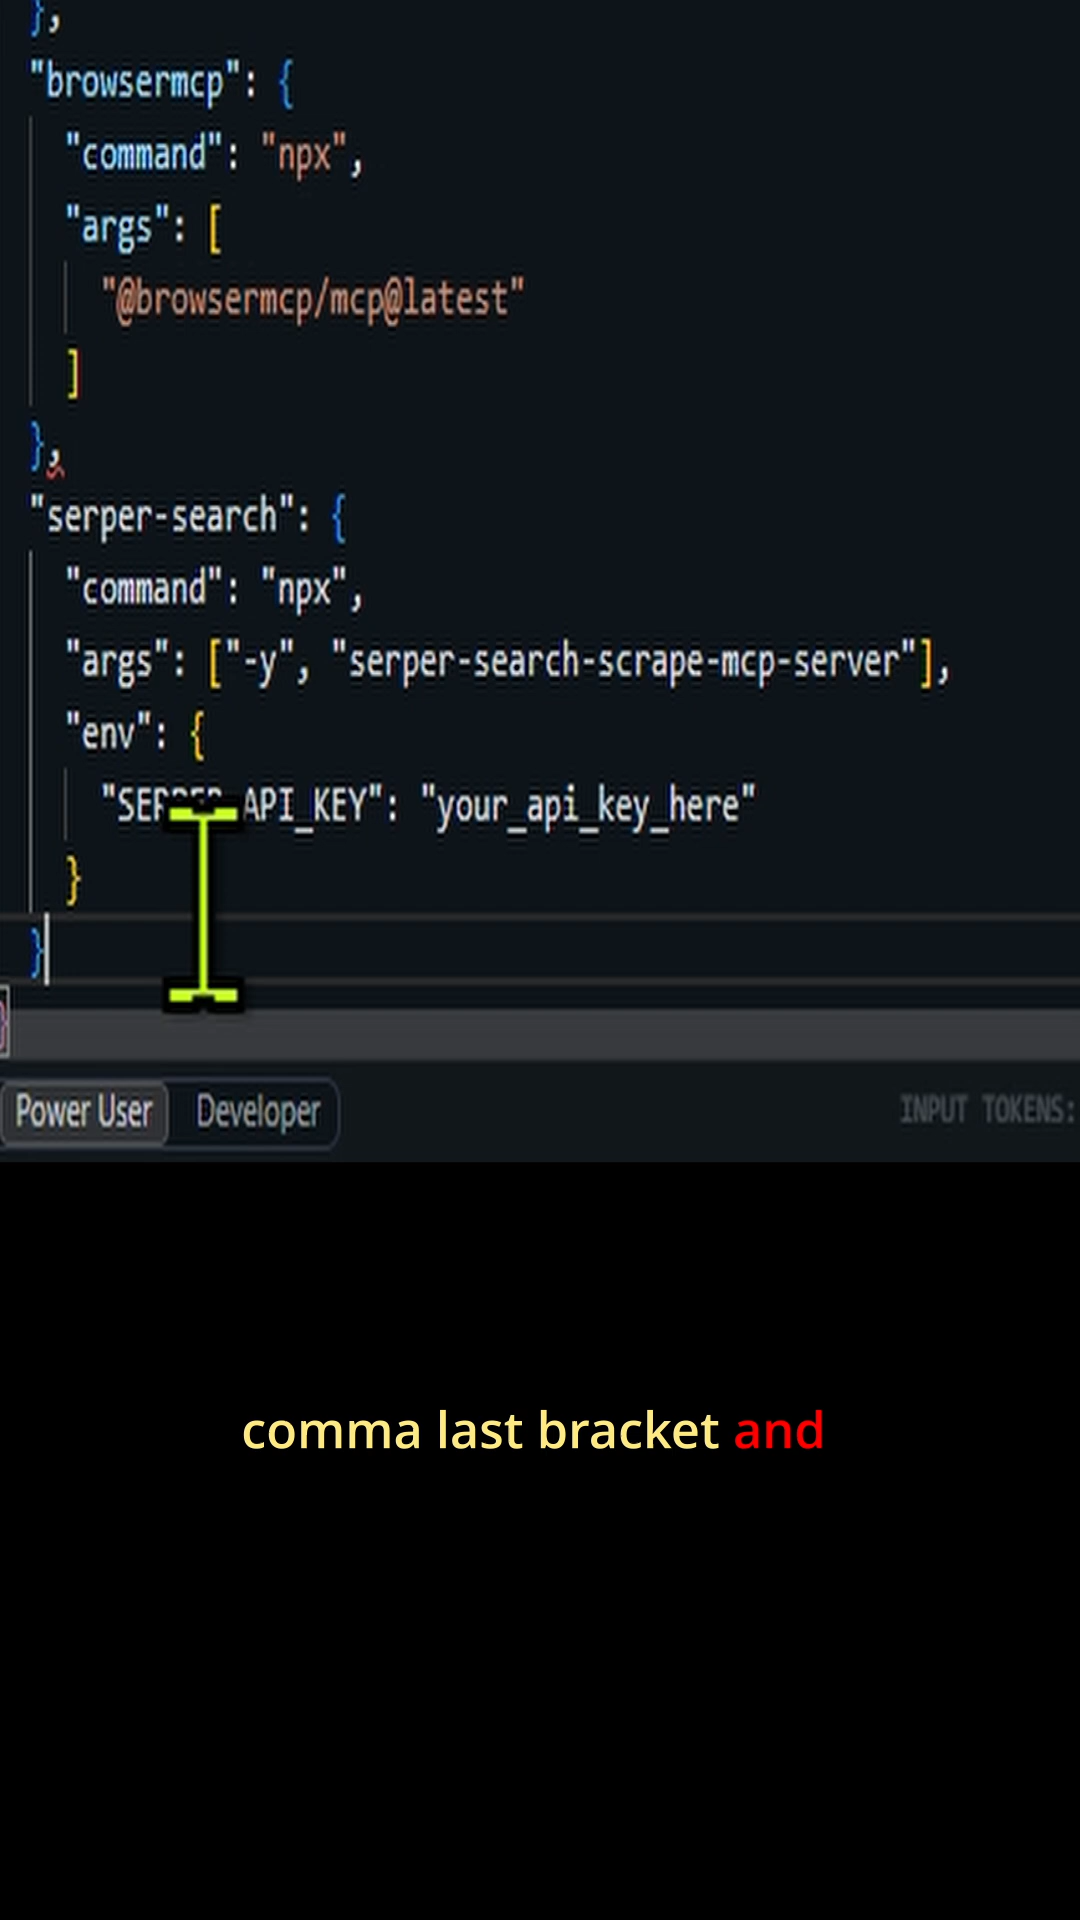 },
"browsermcp": {
"command": "npx",
"args": [
"@browsermcp/mcp@latest"
]
},
"serper-search": {
"command": "npx",
"args": ["-y", "serper-search-scrape-mcp-server"],
"env": {
"SERPER_API_KEY": "your_api_key_here"
}
}
}
Power User Developer INPUT TOKENS:
comma last bracket and